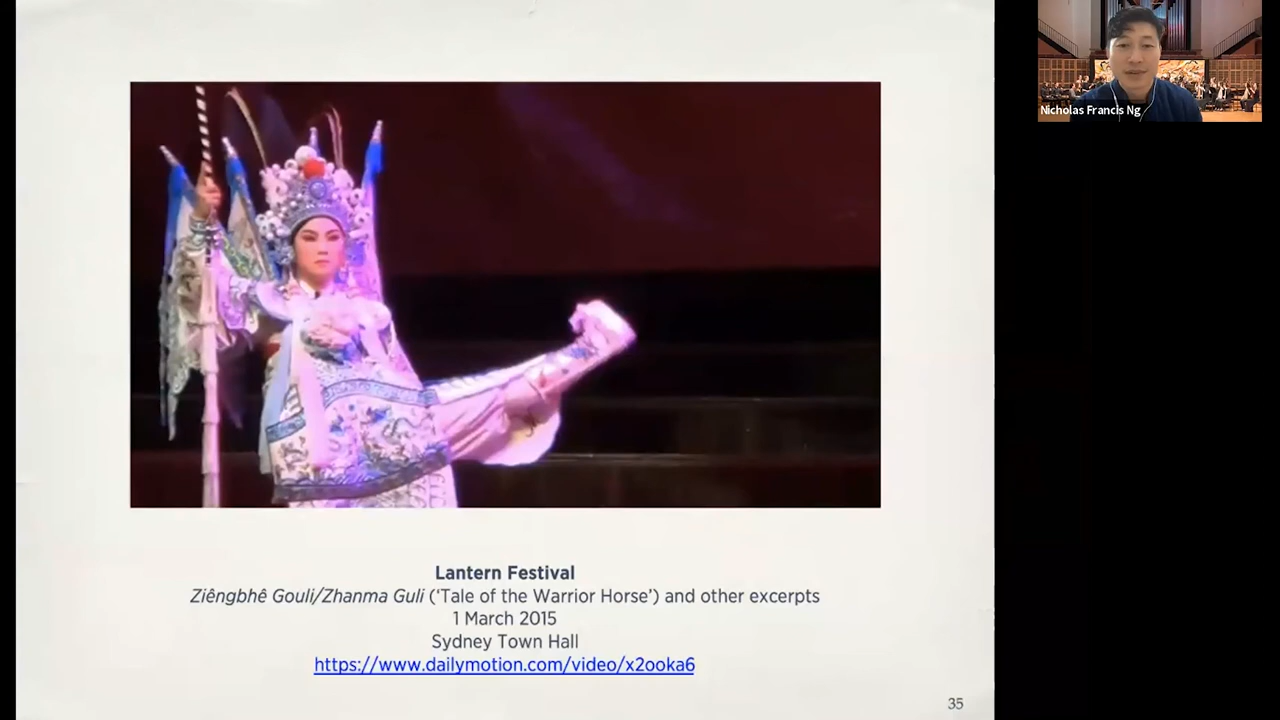 Nicholas Francis Ng
Lantern Festival
Ziêngbhê Gouli/Zhanma Guli (‘Tale of the Warrior Horse’) and other excerpts
1 March 2015
Sydney Town Hall
https://www.dailymotion.com/video/x2ooka6
35